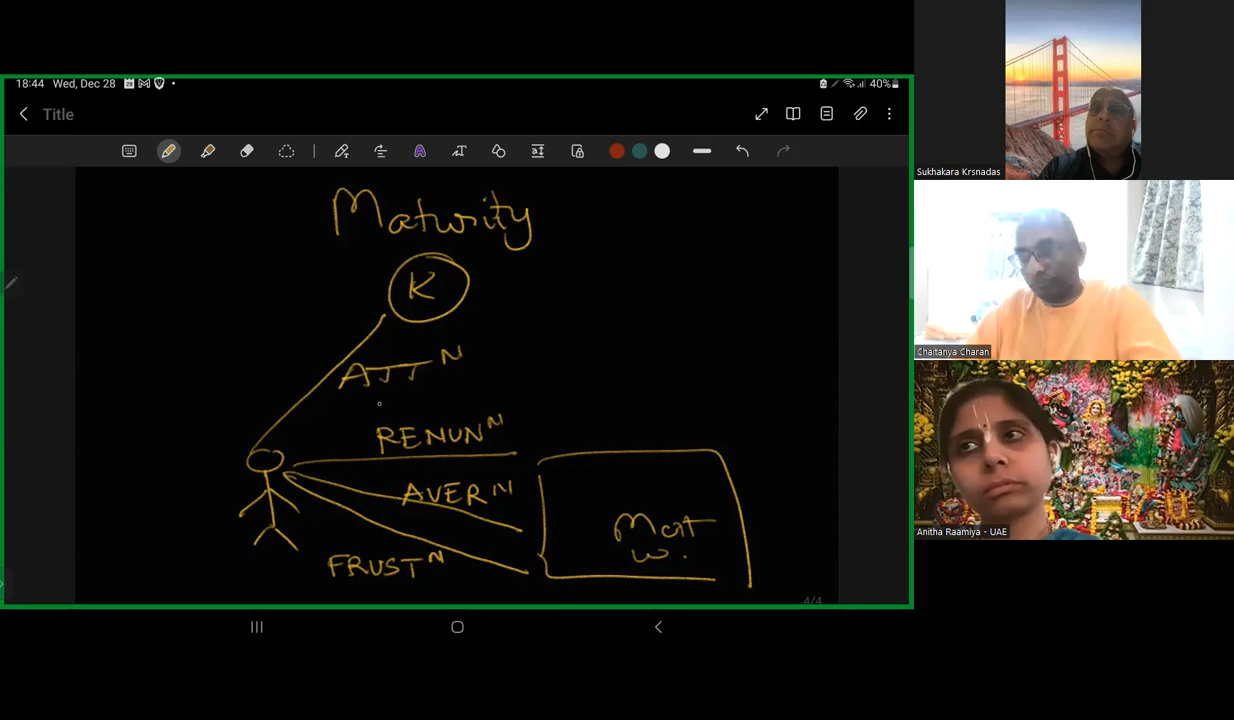 18:44 Wed, Dec 28 31 • 40%
Title
Maturity
K
ATTᴺ
RENUNᴺ
AVERᴺ
FRUSTᴺ
Mat
w.
4/4
Sukhakara Krsnadas
Chaitanya Charan
Anitha Raamiya - UAE